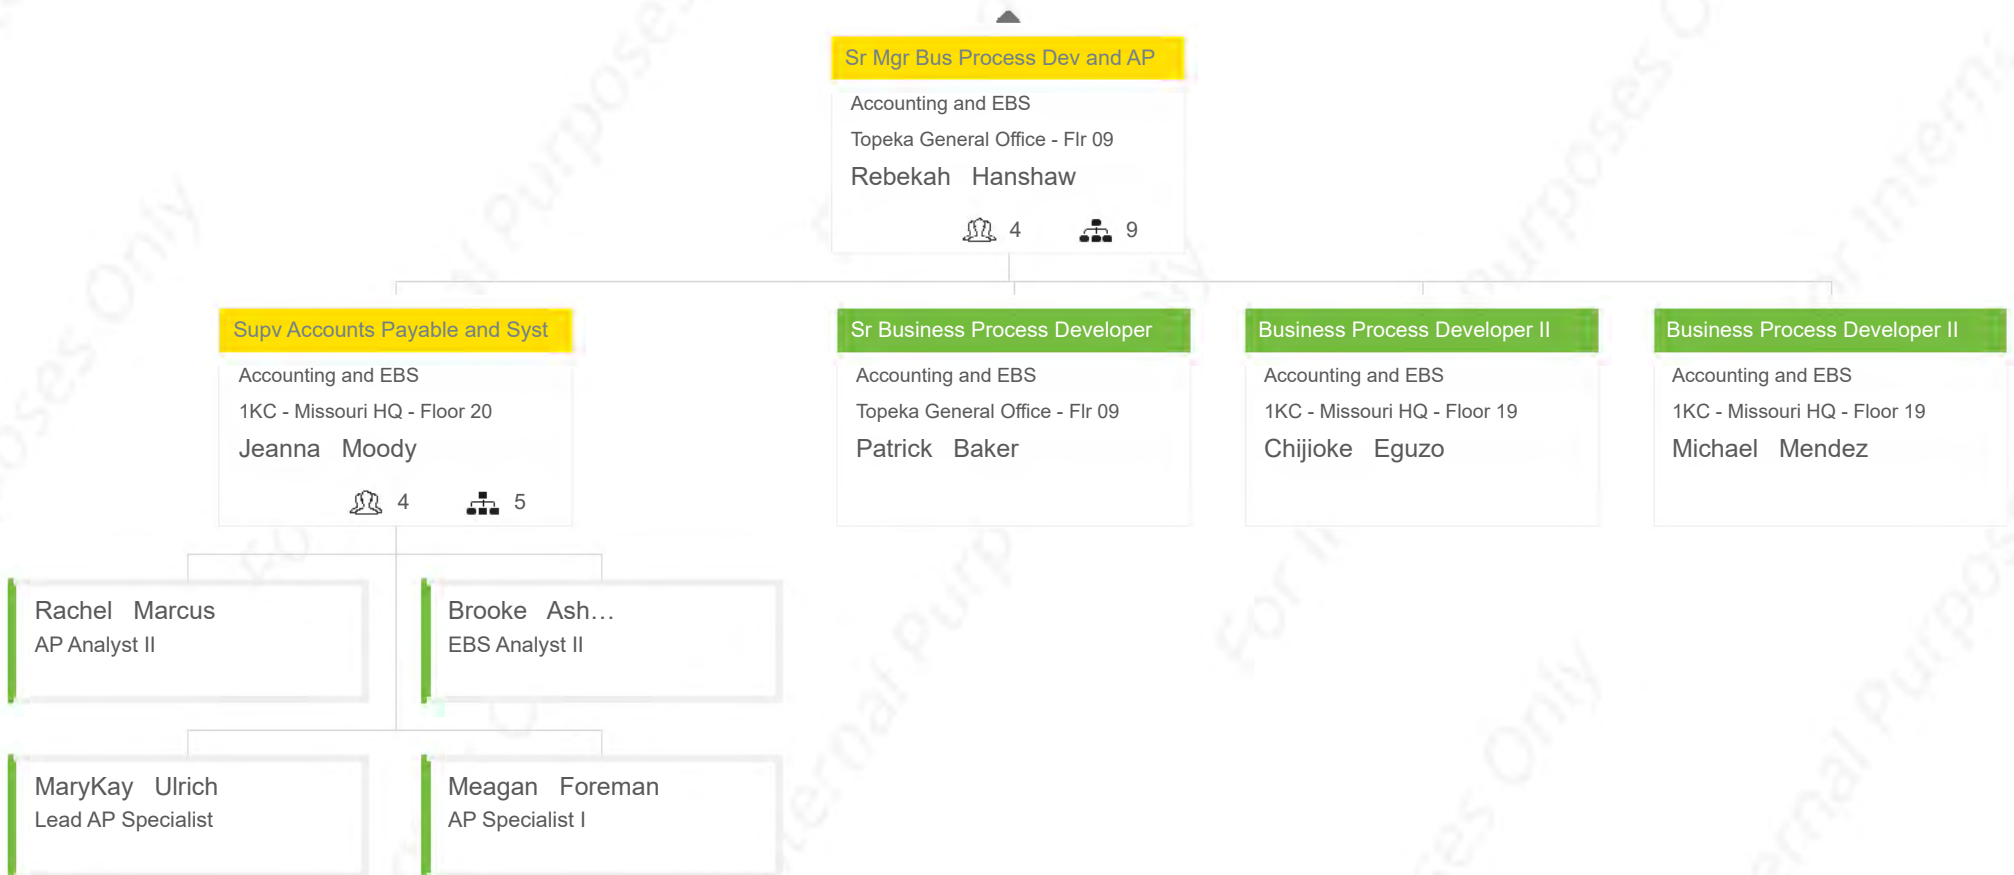 Sr Mgr Bus Process Dev and AP
Accounting and EBS
Topeka General Office - Flr 09
Rebekah Hanshaw
4 9
Supv Accounts Payable and Syst
Accounting and EBS
1KC - Missouri HQ - Floor 20
Jeanna Moody
4 5
Sr Business Process Developer
Accounting and EBS
Topeka General Office - Flr 09
Patrick Baker
Business Process Developer II
Accounting and EBS
1KC - Missouri HQ - Floor 19
Chijioke Eguzo
Business Process Developer II
Accounting and EBS
1KC - Missouri HQ - Floor 19
Michael Mendez
Rachel Marcus
AP Analyst II
Brooke Ash…
EBS Analyst II
MaryKay Ulrich
Lead AP Specialist
Meagan Foreman
AP Specialist I
For Internal Purposes Only